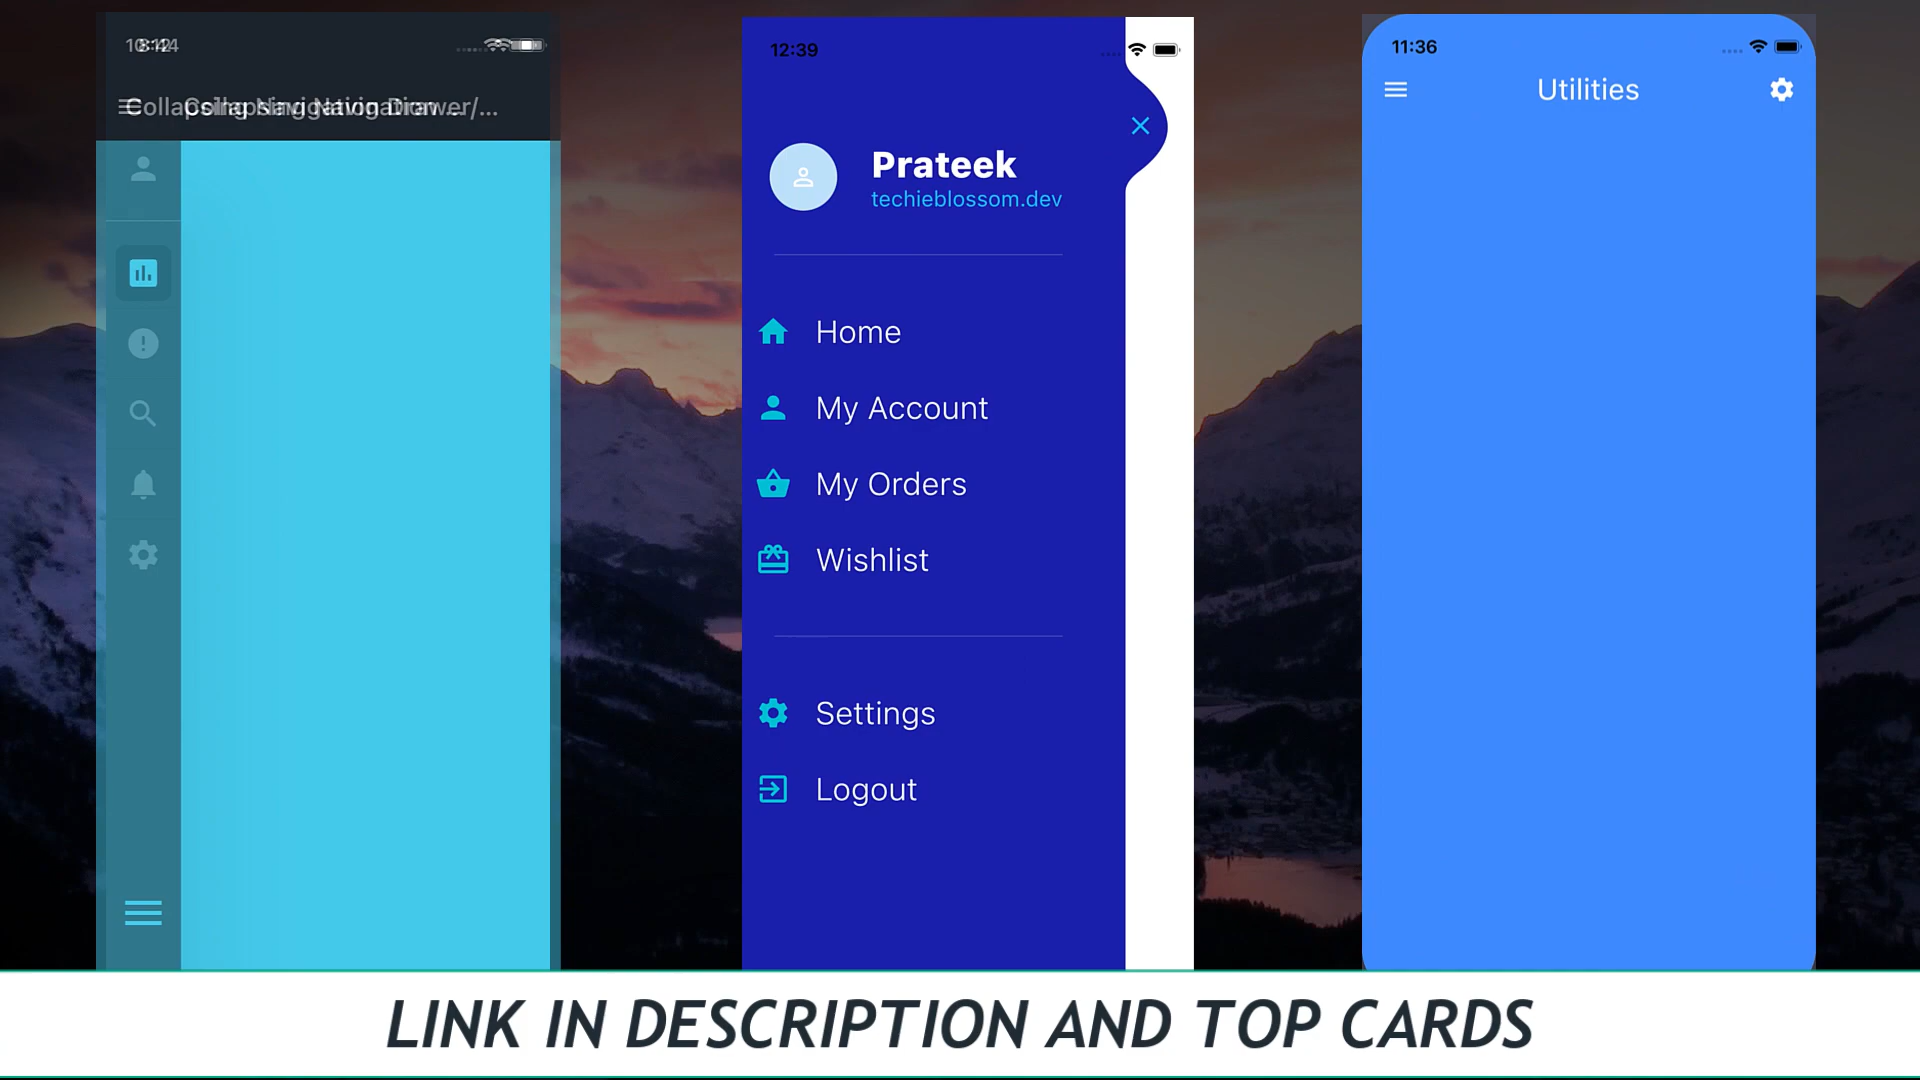 12:39
Prateek
techieblossom.dev
Home
My Account
My Orders
Wishlist
Settings
Logout
11:36
Utilities
LINK IN DESCRIPTION AND TOP CARDS